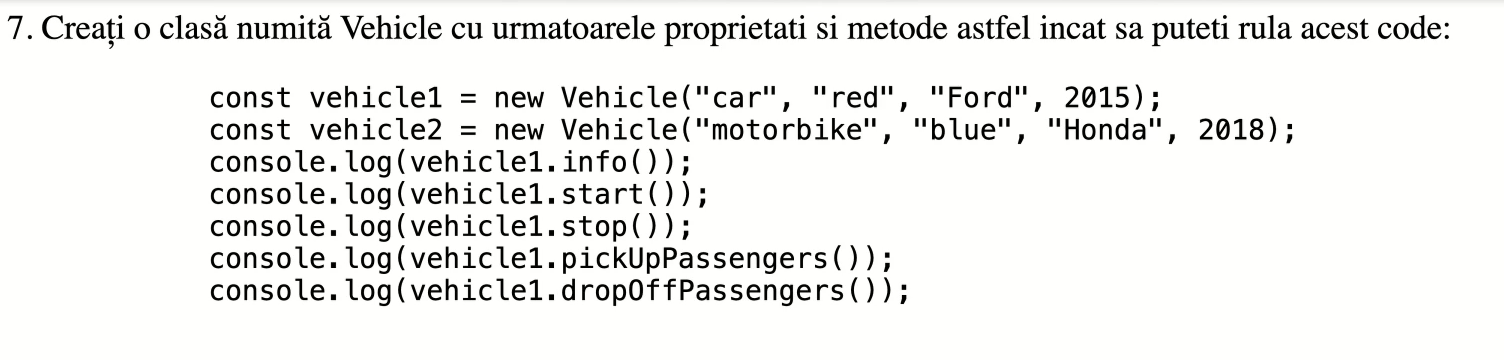 7. Creați o clasă numită Vehicle cu urmatoarele proprietati si metode astfel incat sa puteti rula acest code:
const vehicle1 = new Vehicle("car", "red", "Ford", 2015);
const vehicle2 = new Vehicle("motorbike", "blue", "Honda", 2018);
console.log(vehicle1.info());
console.log(vehicle1.start());
console.log(vehicle1.stop());
console.log(vehicle1.pickUpPassengers());
console.log(vehicle1.dropOffPassengers());